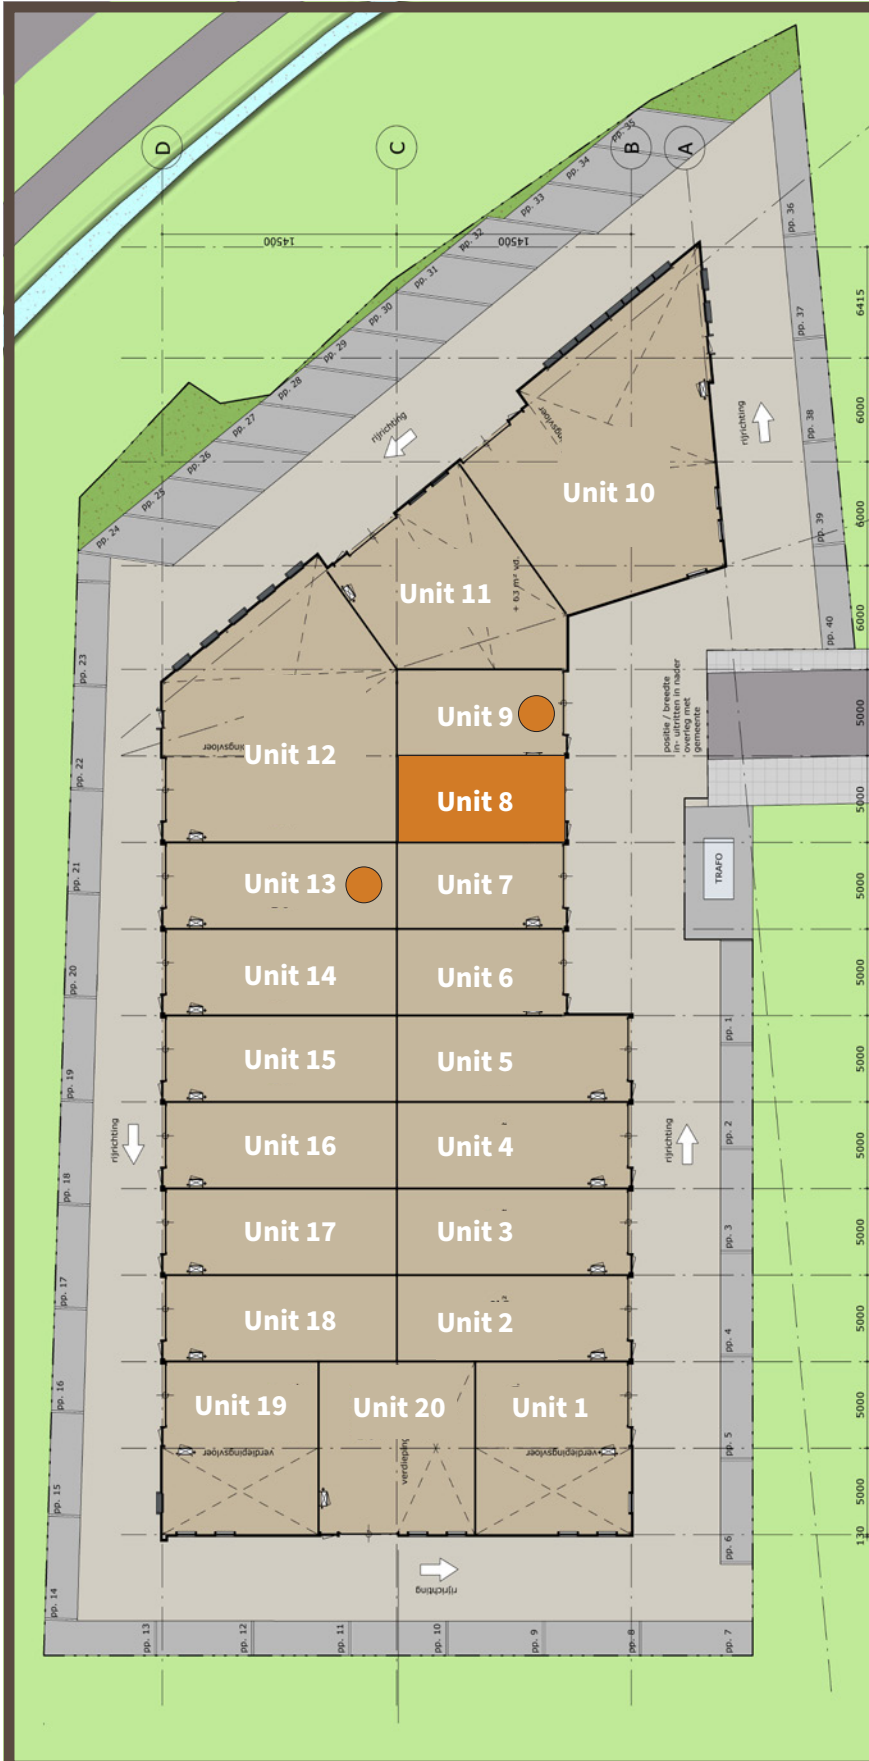 D
C
B
A
14500
14500
pp. 35
pp. 34
pp. 33
pp. 32
pp. 31
pp. 30
pp. 29
pp. 28
pp. 27
pp. 26
pp. 25
pp. 24
pp. 36
pp. 37
pp. 38
pp. 39
pp. 40
6415
6000
6000
6000
rijrichting
rijrichting
ngsvloer
Unit 10
Unit 11
+ 63 m² vd.
pp. 23
pp. 22
pp. 21
pp. 20
pp. 19
pp. 18
pp. 17
pp. 16
pp. 15
pp. 14
Unit 9
positie / breedte
in- uitritten in nader
overleg met
gemeente
5000
Unit 12
ingsvloer
Unit 8
5000
Unit 13
Unit 7
TRAFO
5000
Unit 14
Unit 6
5000
Unit 15
Unit 5
pp. 1
5000
rijrichting
Unit 16
Unit 4
rijrichting
pp. 2
5000
Unit 17
Unit 3
pp. 3
5000
Unit 18
Unit 2
pp. 4
5000
Unit 19
Unit 20
Unit 1
pp. 5
5000
verdiepingsvloer
verdieping
verdiepingsvloer
5000
130
pp. 6
rijrichting
pp. 13
pp. 12
pp. 11
pp. 10
pp. 9
pp. 8
pp. 7